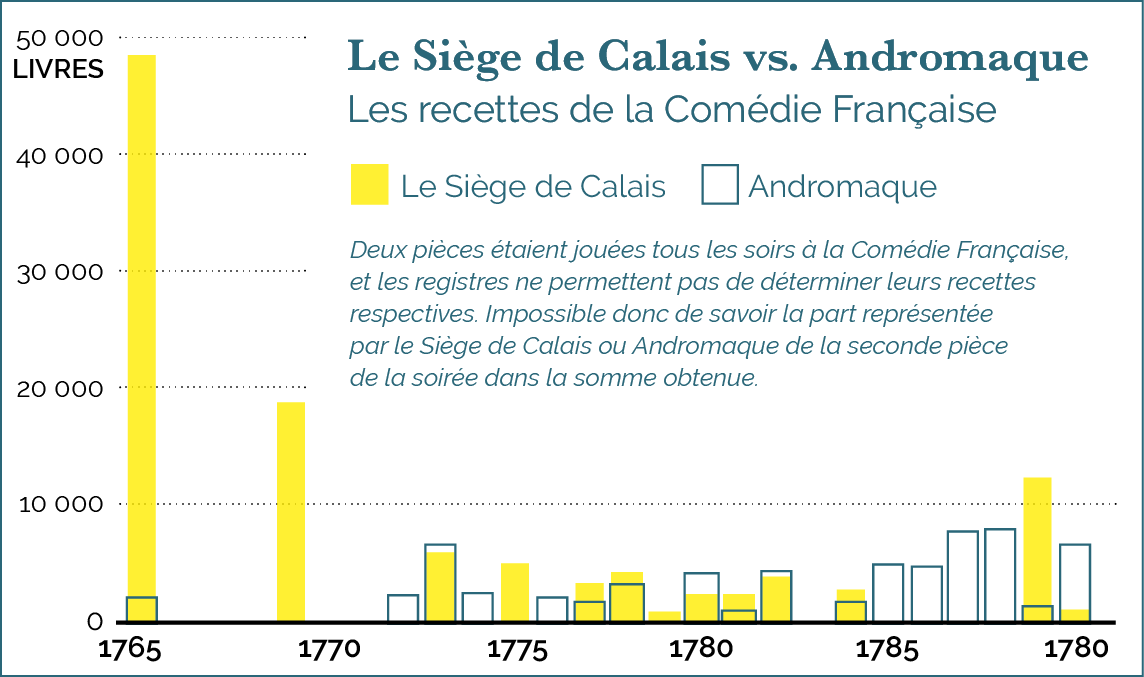 50 000
LIVRES
40 000
30 000
20 000
10 000
0
Le Siège de Calais vs. Andromaque
Les recettes de la Comédie Française
Le Siège de Calais Andromaque
Deux pièces étaient jouées tous les soirs à la Comédie Française,
et les registres ne permettent pas de déterminer leurs recettes
respectives. Impossible donc de savoir la part représentée
par le Siège de Calais ou Andromaque de la seconde pièce
de la soirée dans la somme obtenue.
1765 1770 1775 1780 1785 1780